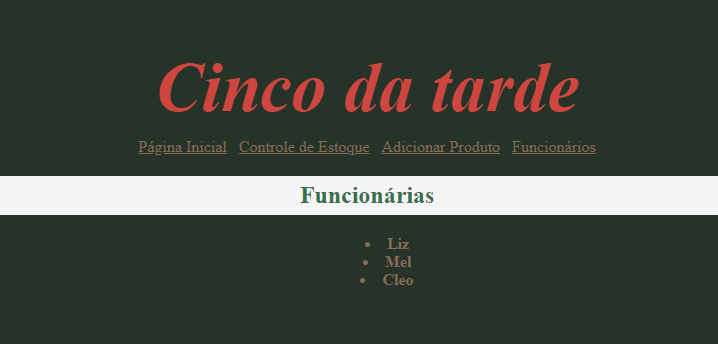 Cinco da tarde
Página Inicial Controle de Estoque Adicionar Produto Funcionários
Funcionárias
• Liz
• Mel
• Cleo